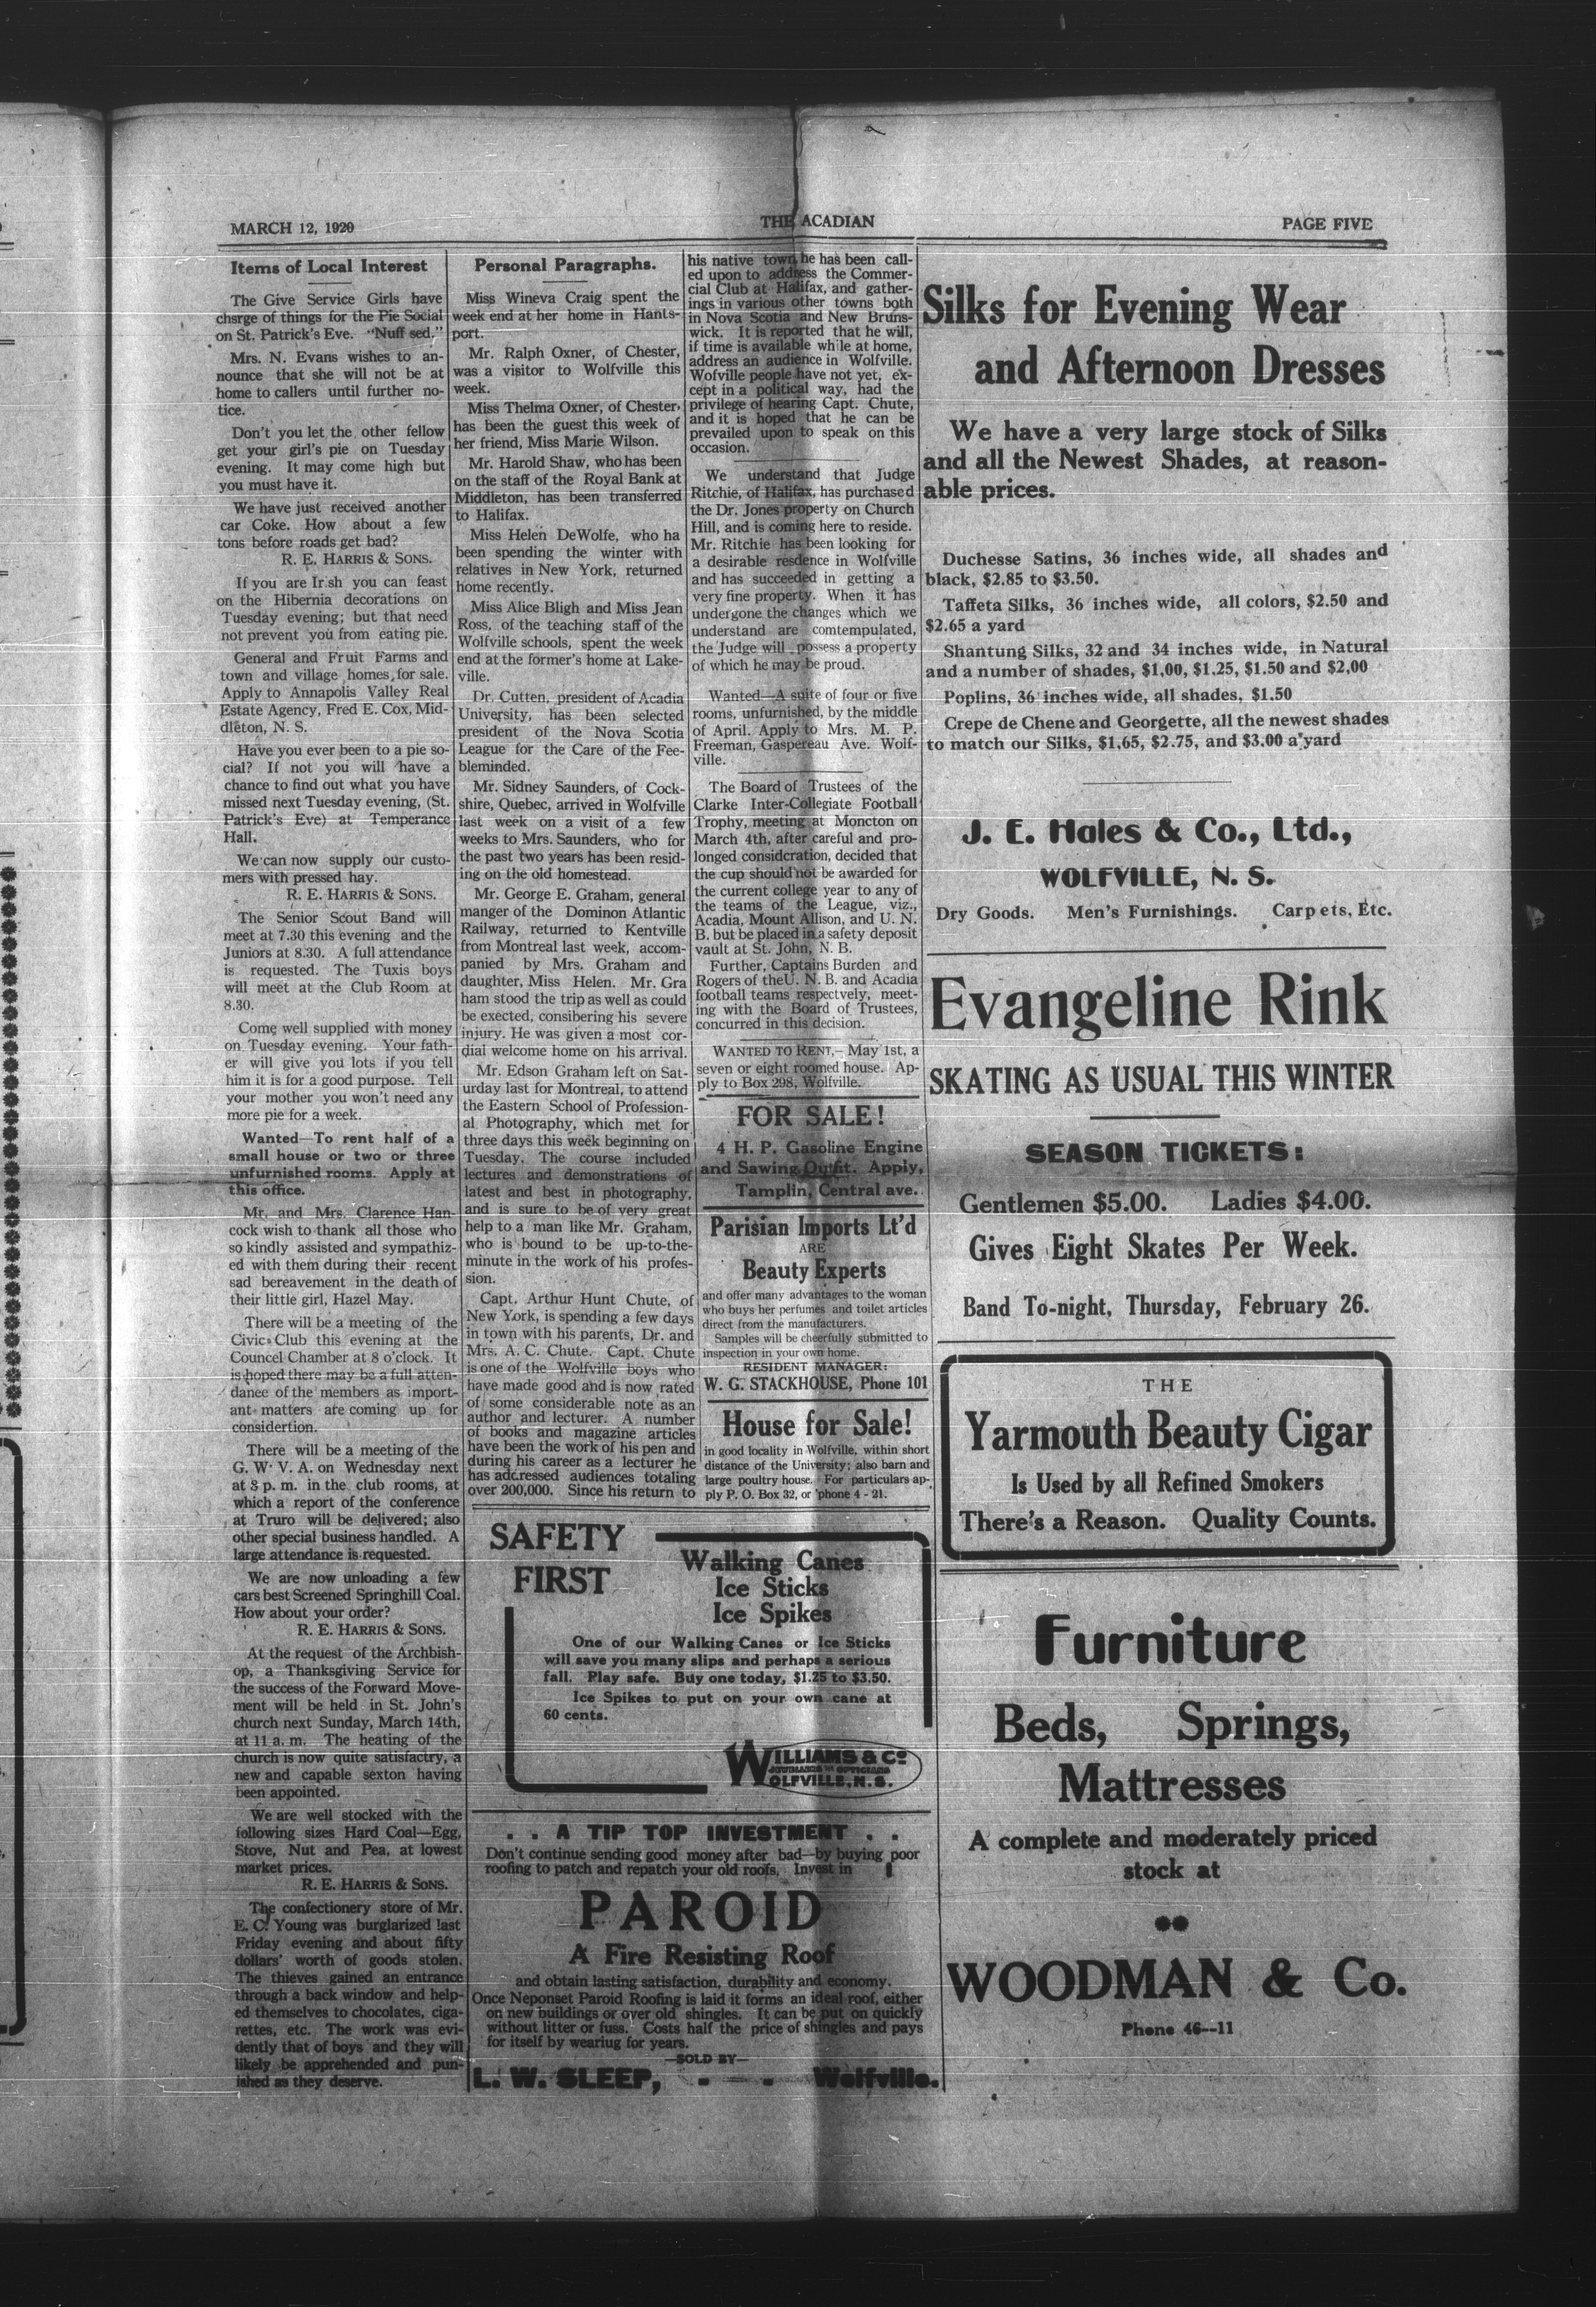 MARCH 12, 1920
THE ACADIAN
PAGE FIVE
Items of Local Interest
The Give Service Girls have
chsrge of things for the Pie Social
on St. Patrick's Eve. "Nuff sed."
Mrs. N. Evans wishes to an-
nounce that she will not be at
home to callers until further no-
tice.
Don't you let the other fellow
get your girl's pie on Tuesday
evening. It may come high but
you must have it.
We have just received another
car Coke. How about a few
tons before roads get bad?
R. E. HARRIS & SONS.
If you are Irish you can feast
on the Hibernia decorations on
Tuesday evening; but that need
not prevent you from eating pie.
General and Fruit Farms and
town and village homes, for sale.
Apply to Annapolis Valley Real
Estate Agency, Fred E. Cox, Mid-
dleton, N. S.
Have you ever been to a pie so-
cial? If not you will have a
chance to find out what you have
missed next Tuesday evening, (St.
Patrick's Eve) at Temperance
Hall.
We can now supply our custo-
mers with pressed hay.
R. E. HARRIS & SONS.
The Senior Scout Band will
meet at 7.30 this evening and the
Juniors at 8.30. A full attendance
is requested. The Tuxis boys
will meet at the Club Room at
8.30.
Come well supplied with money
on Tuesday evening. Your fath-
er will give you lots if you tell
him it is for a good purpose. Tell
your mother you won't need any
more pie for a week.
Wanted—To rent half of a
small house or two or three
unfurnished rooms. Apply at
this office.
Mr. and Mrs. Clarence Han-
cock wish to thank all those who
so kindly assisted and sympathiz-
ed with them during their recent
sad bereavement in the death of
their little girl, Hazel May.
There will be a meeting of the
Civic Club this evening at the
Councel Chamber at 8 o'clock. It
is hoped there may be a full atten-
dance of the members as import-
ant matters are coming up for
considertion.
There will be a meeting of the
G. W. V. A. on Wednesday next
at 8 p. m. in the club rooms, at
which a report of the conference
at Truro will be delivered; also
other special business handled. A
large attendance is requested.
We are now unloading a few
cars best Screened Springhill Coal.
How about your order?
R. E. HARRIS & SONS.
At the request of the Archbish-
op, a Thanksgiving Service for
the success of the Forward Move-
ment will be held in St. John's
church next Sunday, March 14th,
at 11 a. m. The heating of the
church is now quite satisfactry, a
new and capable sexton having
been appointed.
We are well stocked with the
following sizes Hard Coal—Egg,
Stove, Nut and Pea, at lowest
market prices.
R. E. HARRIS & SONS.
The confectionery store of Mr.
E. C. Young was burglarized last
Friday evening and about fifty
dollars' worth of goods stolen.
The thieves gained an entrance
through a back window and help-
ed themselves to chocolates, ciga-
rettes, etc. The work was evi-
dently that of boys and they will
likely be apprehended and pun-
ished as they deserve.
Personal Paragraphs.
Miss Wineva Craig spent the
week end at her home in Hants-
port.
Mr. Ralph Oxner, of Chester,
was a visitor to Wolfville this
week.
Miss Thelma Oxner, of Chester,
has been the guest this week of
her friend, Miss Marie Wilson.
Mr. Harold Shaw, who has been
on the staff of the Royal Bank at
Middleton, has been transferred
to Halifax.
Miss Helen DeWolfe, who ha
been spending the winter with
relatives in New York, returned
home recently.
Miss Alice Bligh and Miss Jean
Ross, of the teaching staff of the
Wolfville schools, spent the week
end at the former's home at Lake-
ville.
Dr. Cutten, president of Acadia
University, has been selected
president of the Nova Scotia
League for the Care of the Fee-
bleminded.
Mr. Sidney Saunders, of Cock-
shire, Quebec, arrived in Wolfville
last week on a visit of a few
weeks to Mrs. Saunders, who for
the past two years has been resid-
ing on the old homestead.
Mr. George E. Graham, general
manger of the Dominon Atlantic
Railway, returned to Kentville
from Montreal last week, accom-
panied by Mrs. Graham and
daughter, Miss Helen. Mr. Gra
ham stood the trip as well as could
be exected, consibering his severe
injury. He was given a most cor-
dial welcome home on his arrival.
Mr. Edson Graham left on Sat-
urday last for Montreal, to attend
the Eastern School of Profession-
al Photography, which met for
three days this week beginning on
Tuesday. The course included
lectures and demonstrations of
latest and best in photography,
and is sure to be of very great
help to a man like Mr. Graham,
who is bound to be up-to-the-
minute in the work of his profes-
sion.
Capt. Arthur Hunt Chute, of
New York, is spending a few days
in town with his parents, Dr. and
Mrs. A. C. Chute. Capt. Chute
is one of the Wolfville boys who
have made good and is now rated
of some considerable note as an
author and lecturer. A number
of books and magazine articles
have been the work of his pen and
during his career as a lecturer he
has addressed audiences totaling
over 200,000. Since his return to
his native town he has been call-
ed upon to address the Commer-
cial Club at Halifax, and gather-
ings in various other towns both
in Nova Scotia and New Bruns-
wick. It is reported that he will,
if time is available while at home,
address an audience in Wolfville.
Wofville people have not yet, ex-
cept in a political way, had the
privilege of hearing Capt. Chute,
and it is hoped that he can be
prevailed upon to speak on this
occasion.
We understand that Judge
Ritchie, of Halifax, has purchased
the Dr. Jones property on Church
Hill, and is coming here to reside.
Mr. Ritchie has been looking for
a desirable resdence in Wolfville
and has succeeded in getting a
very fine property. When it has
undergone the changes which we
understand are comtempulated,
the Judge will possess a property
of which he may be proud.
Wanted—A suite of four or five
rooms, unfurnished, by the middle
of April. Apply to Mrs. M. P.
Freeman, Gaspereau Ave. Wolf-
ville.
The Board of Trustees of the
Clarke Inter-Collegiate Football
Trophy, meeting at Moncton on
March 4th, after careful and pro-
longed considcration, decided that
the cup should not be awarded for
the current college year to any of
the teams of the League, viz.,
Acadia, Mount Allison, and U. N.
B. but be placed in a safety deposit
vault at St. John, N. B.
Further, Captains Burden and
Rogers of the U. N. B. and Acadia
football teams respectvely, meet-
ing with the Board of Trustees,
concurred in this decision.
WANTED TO RENT.— May 1st, a
seven or eight roomed house. Ap-
ply to Box 298, Wolfville.
FOR SALE!
4 H. P. Gasoline Engine
and Sawing Outfit. Apply,
Tamplin, Central ave.
Parisian Imports Lt'd
ARE
Beauty Experts
and offer many advantages to the woman
who buys her perfumes and toilet articles
direct from the manufacturers.
Samples will be cheerfully submitted to
inspection in your own home.
RESIDENT MANAGER:
W. G. STACKHOUSE, Phone 101
House for Sale!
in good locality in Wolfville, within short
distance of the University; also barn and
large poultry house. For particulars ap-
ply P. O. Box 32, or 'phone 4 - 21.
SAFETY
FIRST
Walking Canes
Ice Sticks
Ice Spikes
One of our Walking Canes or Ice Sticks
will save you many slips and perhaps a serious
fall. Play safe. Buy one today, $1.25 to $3.50.
Ice Spikes to put on your own cane at
60 cents.
WILLIAMS & Co
WOLFVILLE, N. S.
. . A TIP TOP INVESTMENT . .
Don't continue sending good money after bad—by buying poor
roofing to patch and repatch your old roofs, Invest in
PAROID
A Fire Resisting Roof
and obtain lasting satisfaction, durability and economy.
Once Neponset Paroid Roofing is laid it forms an ideal roof, either
on new buildings or over old shingles. It can be put on quickly
without litter or fuss. Costs half the price of shingles and pays
for itself by weariug for years.
—SOLD BY—
L. W. SLEEP, - - - Wolfville.
Silks for Evening Wear
and Afternoon Dresses
We have a very large stock of Silks
and all the Newest Shades, at reason-
able prices.
Duchesse Satins, 36 inches wide, all shades and
black, $2.85 to $3.50.
Taffeta Silks, 36 inches wide, all colors, $2.50 and
$2.65 a yard
Shantung Silks, 32 and 34 inches wide, in Natural
and a number of shades, $1,00, $1.25, $1.50 and $2,00
Poplins, 36 inches wide, all shades, $1.50
Crepe de Chene and Georgette, all the newest shades
to match our Silks, $1,65, $2.75, and $3.00 a yard
J. E. Hales & Co., Ltd.,
WOLFVILLE, N. S.
Dry Goods. Men's Furnishings. Carpets, Etc.
Evangeline Rink
SKATING AS USUAL THIS WINTER
SEASON TICKETS:
Gentlemen $5.00. Ladies $4.00.
Gives Eight Skates Per Week.
Band To-night, Thursday, February 26.
THE
Yarmouth Beauty Cigar
Is Used by all Refined Smokers
There's a Reason. Quality Counts.
Furniture
Beds, Springs,
Mattresses
A complete and moderately priced
stock at
WOODMAN & Co.
Phone 46--11